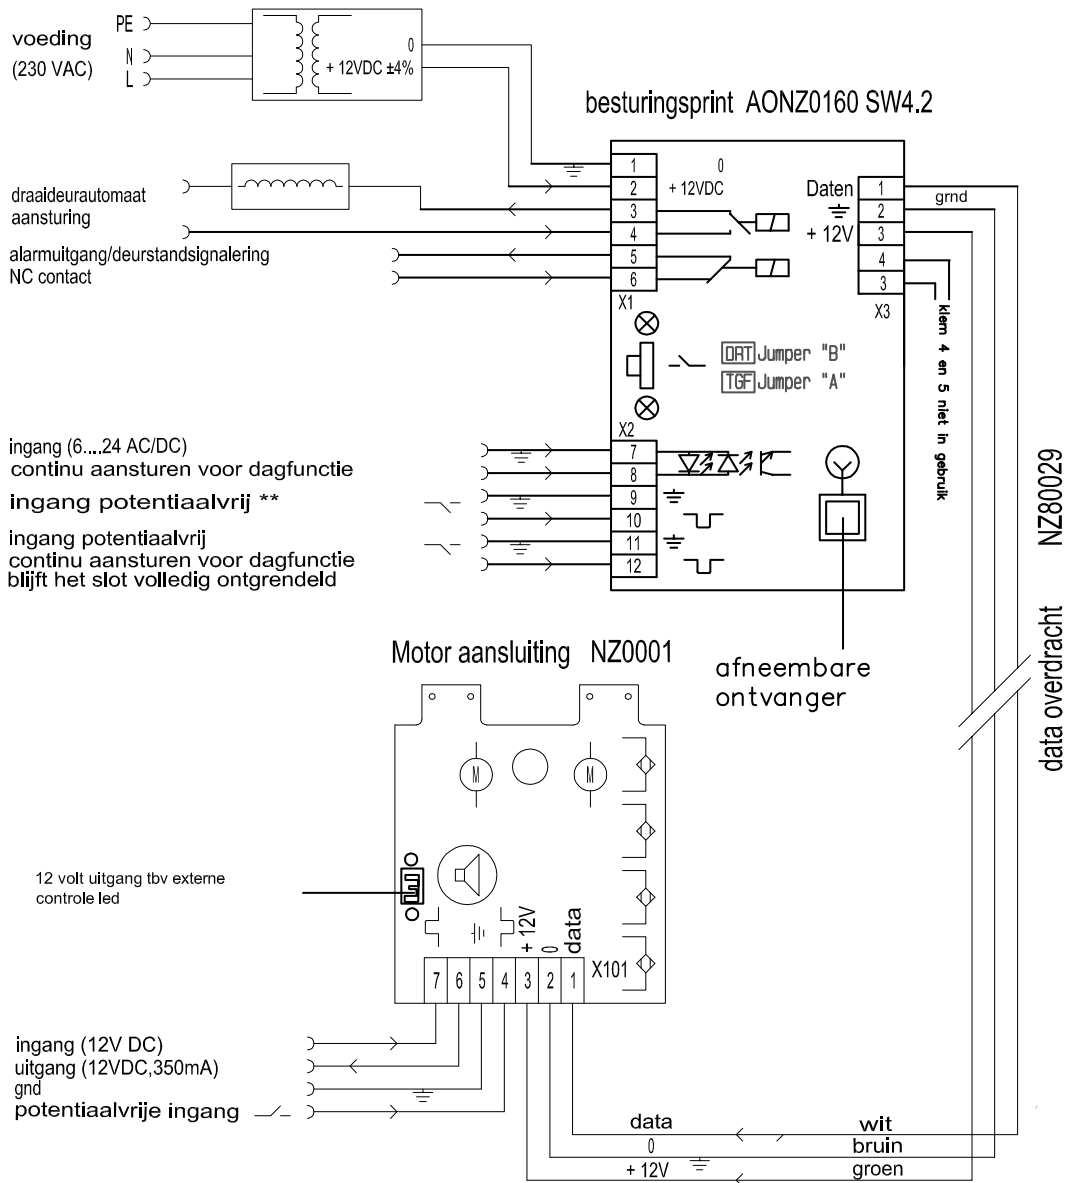 voeding
(230 VAC)
PE
N
L
0
+ 12VDC ±4%
besturingsprint AONZ0160 SW4.2
draaideurautomaat
aansturing
alarmuitgang/deurstandsignalering
NC contact
1
2
3
4
5
6
X1
0
+ 12VDC
Daten
+ 12V
1
2
3
4
3
X3
grnd
klem 4 en 5 niet in gebruik
DRT Jumper "B"
TGF Jumper "A"
X2
ingang (6....24 AC/DC)
continu aansturen voor dagfunctie
ingang potentiaalvrij **
ingang potentiaalvrij
continu aansturen voor dagfunctie
blijft het slot volledig ontgrendeld
7
8
9
10
11
12
afneembare
ontvanger
data overdracht NZ80029
Motor aansluiting NZ0001
M
M
12 volt uitgang tbv externe
controle led
+ 12V
0
data
7 6 5 4 3 2 1
X101
ingang (12V DC)
uitgang (12VDC,350mA)
gnd
potentiaalvrije ingang
data wit
0 bruin
+ 12V groen